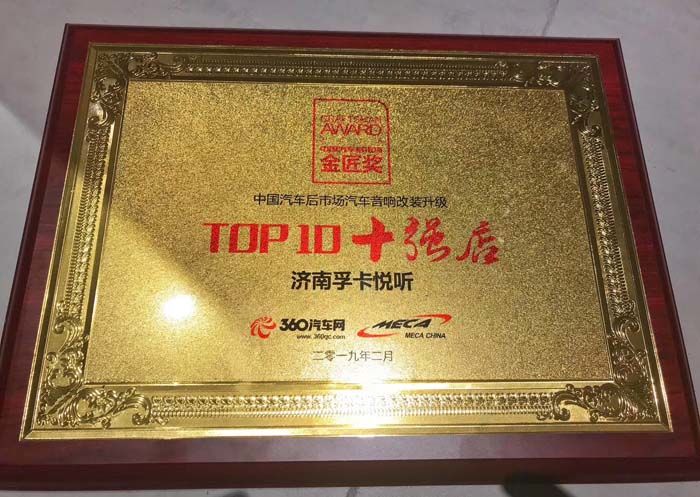 CRAFTSMAN
AWARD
金匠奖
中国汽车后市场汽车音响改装升级
TOP 10 十强店
济南孚卡悦听
360汽车网
www.360qc.com
MECA
MECA CHINA
二零一九年二月